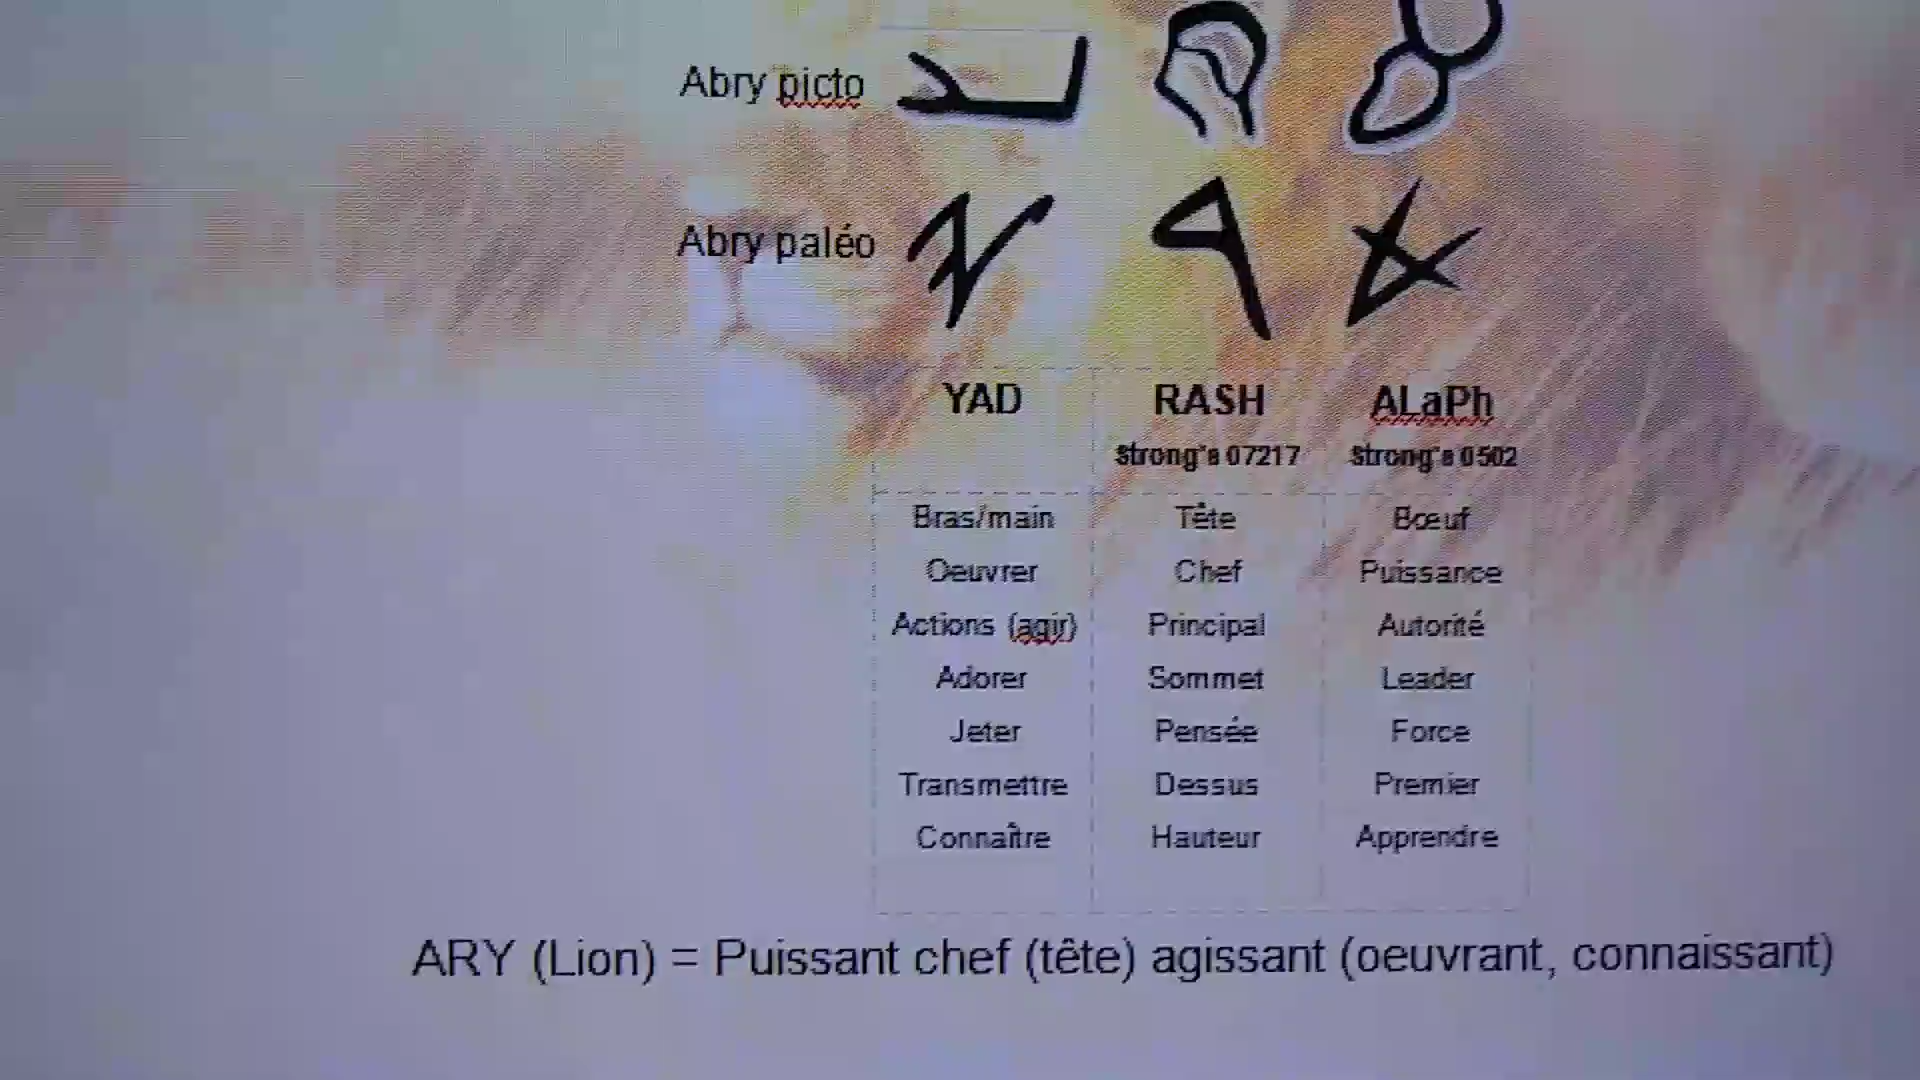 Abry picto
Abry paléo 𐤉 𐤓 𐤀
YAD RASH ALaPh
Strong's 07217 Strong's 0502
Bras/main Tête Bœuf
Oeuvrer Chef Puissance
Actions (agir) Principal Autorité
Adorer Sommet Leader
Jeter Pensée Force
Transmettre Dessus Premier
Connaître Hauteur Apprendre
ARY (Lion) = Puissant chef (tête) agissant (oeuvrant, connaissant)